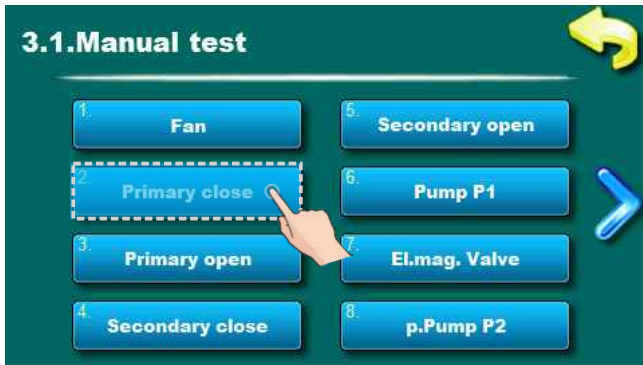 3.1.Manual test
1.
Fan
2.
Primary close
3.
Primary open
4.
Secondary close
5.
Secondary open
6.
Pump P1
7.
El.mag. Valve
8.
p.Pump P2